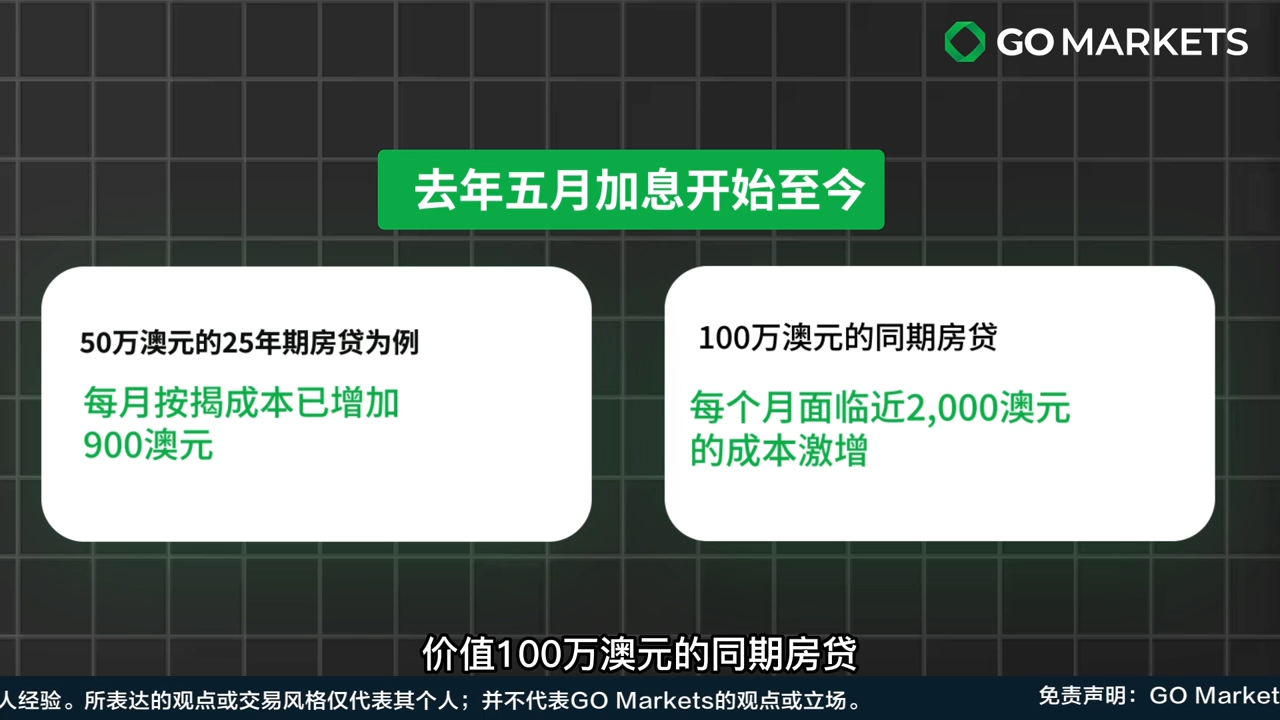 GO MARKETS
去年五月加息开始至今
50万澳元的25年期房贷为例
每月按揭成本已增加
900澳元
100万澳元的同期房贷
每个月面临近2,000澳元
的成本激增
价值100万澳元的同期房贷
人经验。所表达的观点或交易风格仅代表其个人；并不代表GO Markets的观点或立场。
免责声明：GO Market